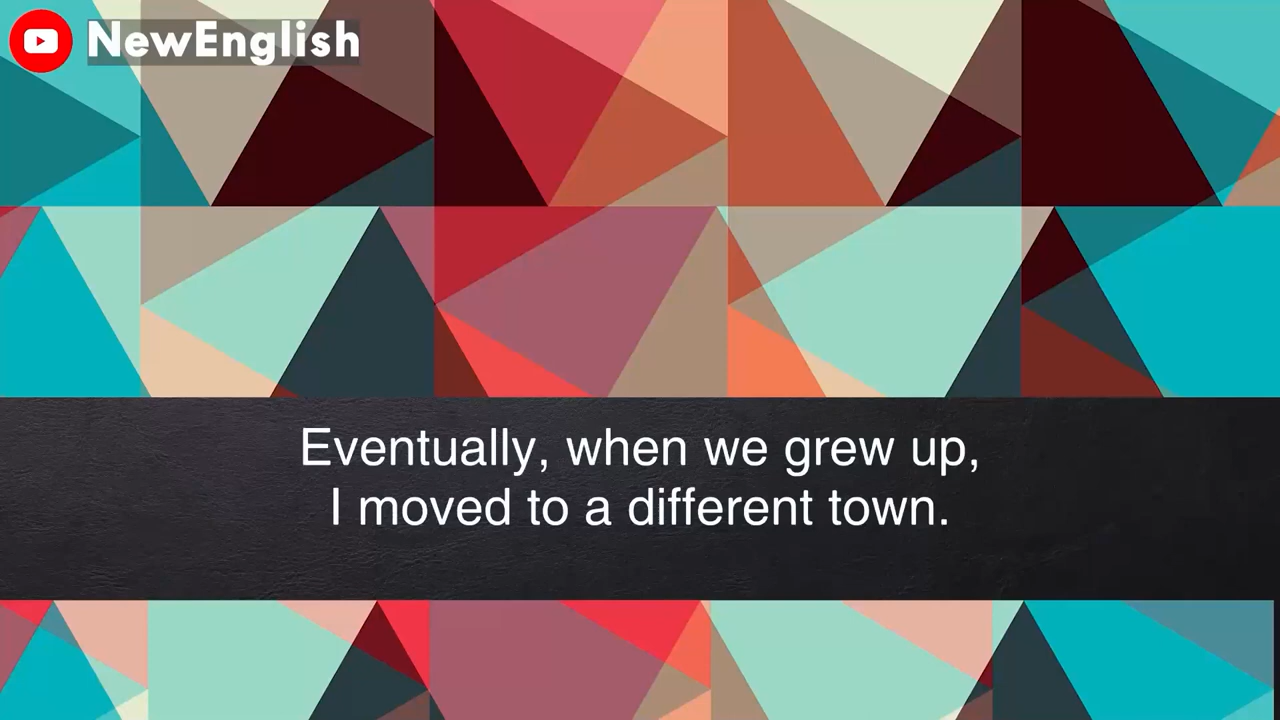 NewEnglish
Eventually, when we grew up,
I moved to a different town.